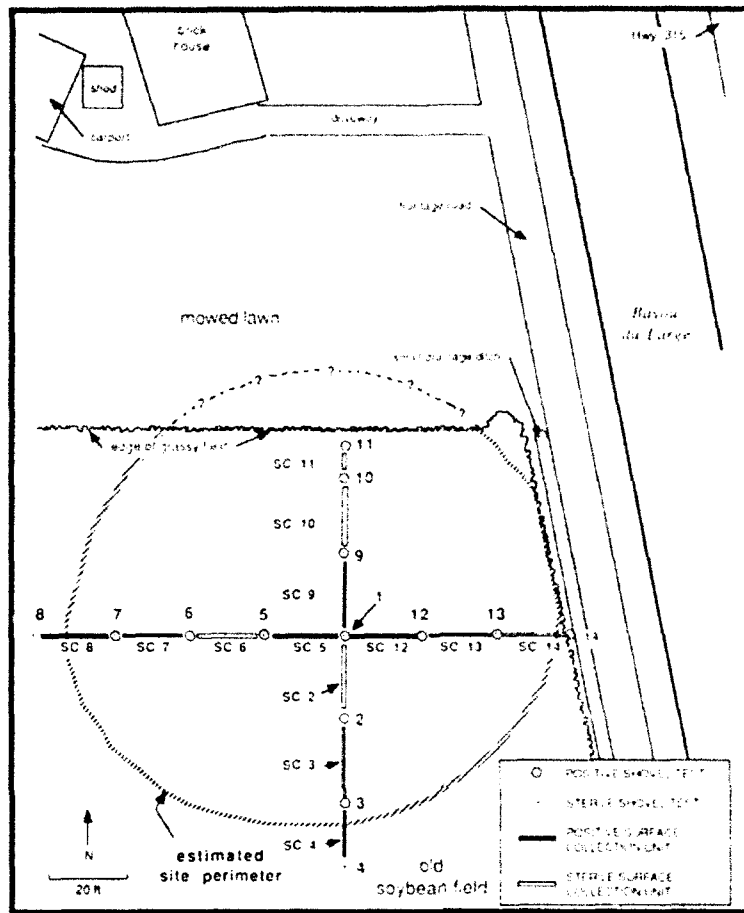 brick
house
shed
carport
driveway
Hwy. 315
frontage road
mowed lawn
Bayou
du Large
small drainage ditch
?
?
?
?
?
edge of grassy field
11
SC 11
10
SC 10
9
SC 9
1
8
7
6
5
12
13
14
SC 8
SC 7
SC 6
SC 5
SC 12
SC 13
SC 14
SC 2
2
SC 3
3
SC 4
4
N
20 ft
estimated
site perimeter
old
soybean field
POSITIVE SHOVEL TEST
STERILE SHOVEL TEST
POSITIVE SURFACE
COLLECTION UNIT
STERILE SURFACE
COLLECTION UNIT